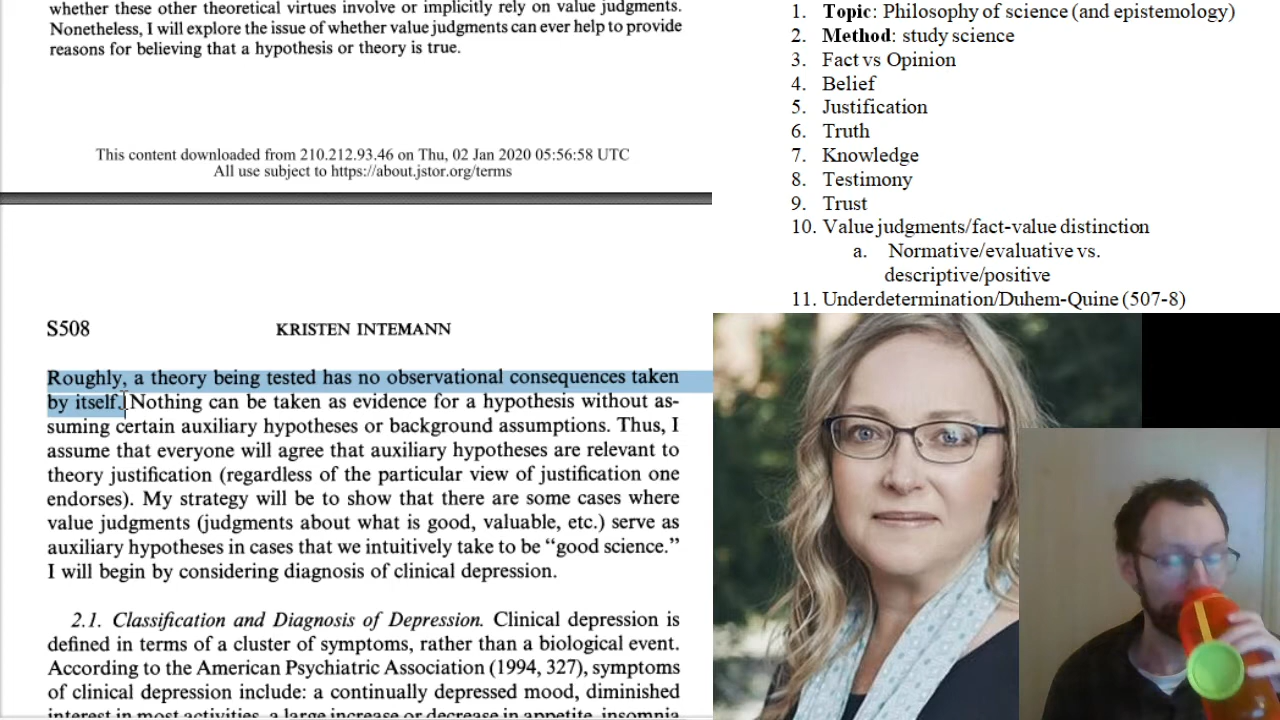 whether these other theoretical virtues involve or implicitly rely on value judgments.
Nonetheless, I will explore the issue of whether value judgments can ever help to provide
reasons for believing that a hypothesis or theory is true.
This content downloaded from 210.212.93.46 on Thu, 02 Jan 2020 05:56:58 UTC
All use subject to https://about.jstor.org/terms
S508 KRISTEN INTEMANN
Roughly, a theory being tested has no observational consequences taken
by itself. Nothing can be taken as evidence for a hypothesis without as-
suming certain auxiliary hypotheses or background assumptions. Thus, I
assume that everyone will agree that auxiliary hypotheses are relevant to
theory justification (regardless of the particular view of justification one
endorses). My strategy will be to show that there are some cases where
value judgments (judgments about what is good, valuable, etc.) serve as
auxiliary hypotheses in cases that we intuitively take to be “good science.”
I will begin by considering diagnosis of clinical depression.
2.1. Classification and Diagnosis of Depression. Clinical depression is
defined in terms of a cluster of symptoms, rather than a biological event.
According to the American Psychiatric Association (1994, 327), symptoms
of clinical depression include: a continually depressed mood, diminished
interest in most activities, a large increase or decrease in appetite, insomnia
1. Topic: Philosophy of science (and epistemology)
2. Method: study science
3. Fact vs Opinion
4. Belief
5. Justification
6. Truth
7. Knowledge
8. Testimony
9. Trust
10. Value judgments/fact-value distinction
a. Normative/evaluative vs.
descriptive/positive
11. Underdetermination/Duhem-Quine (507-8)